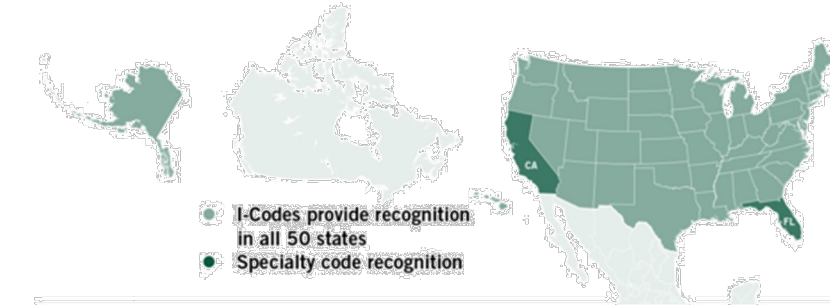 CA
FL
I-Codes provide recognition
in all 50 states
Specialty code recognition